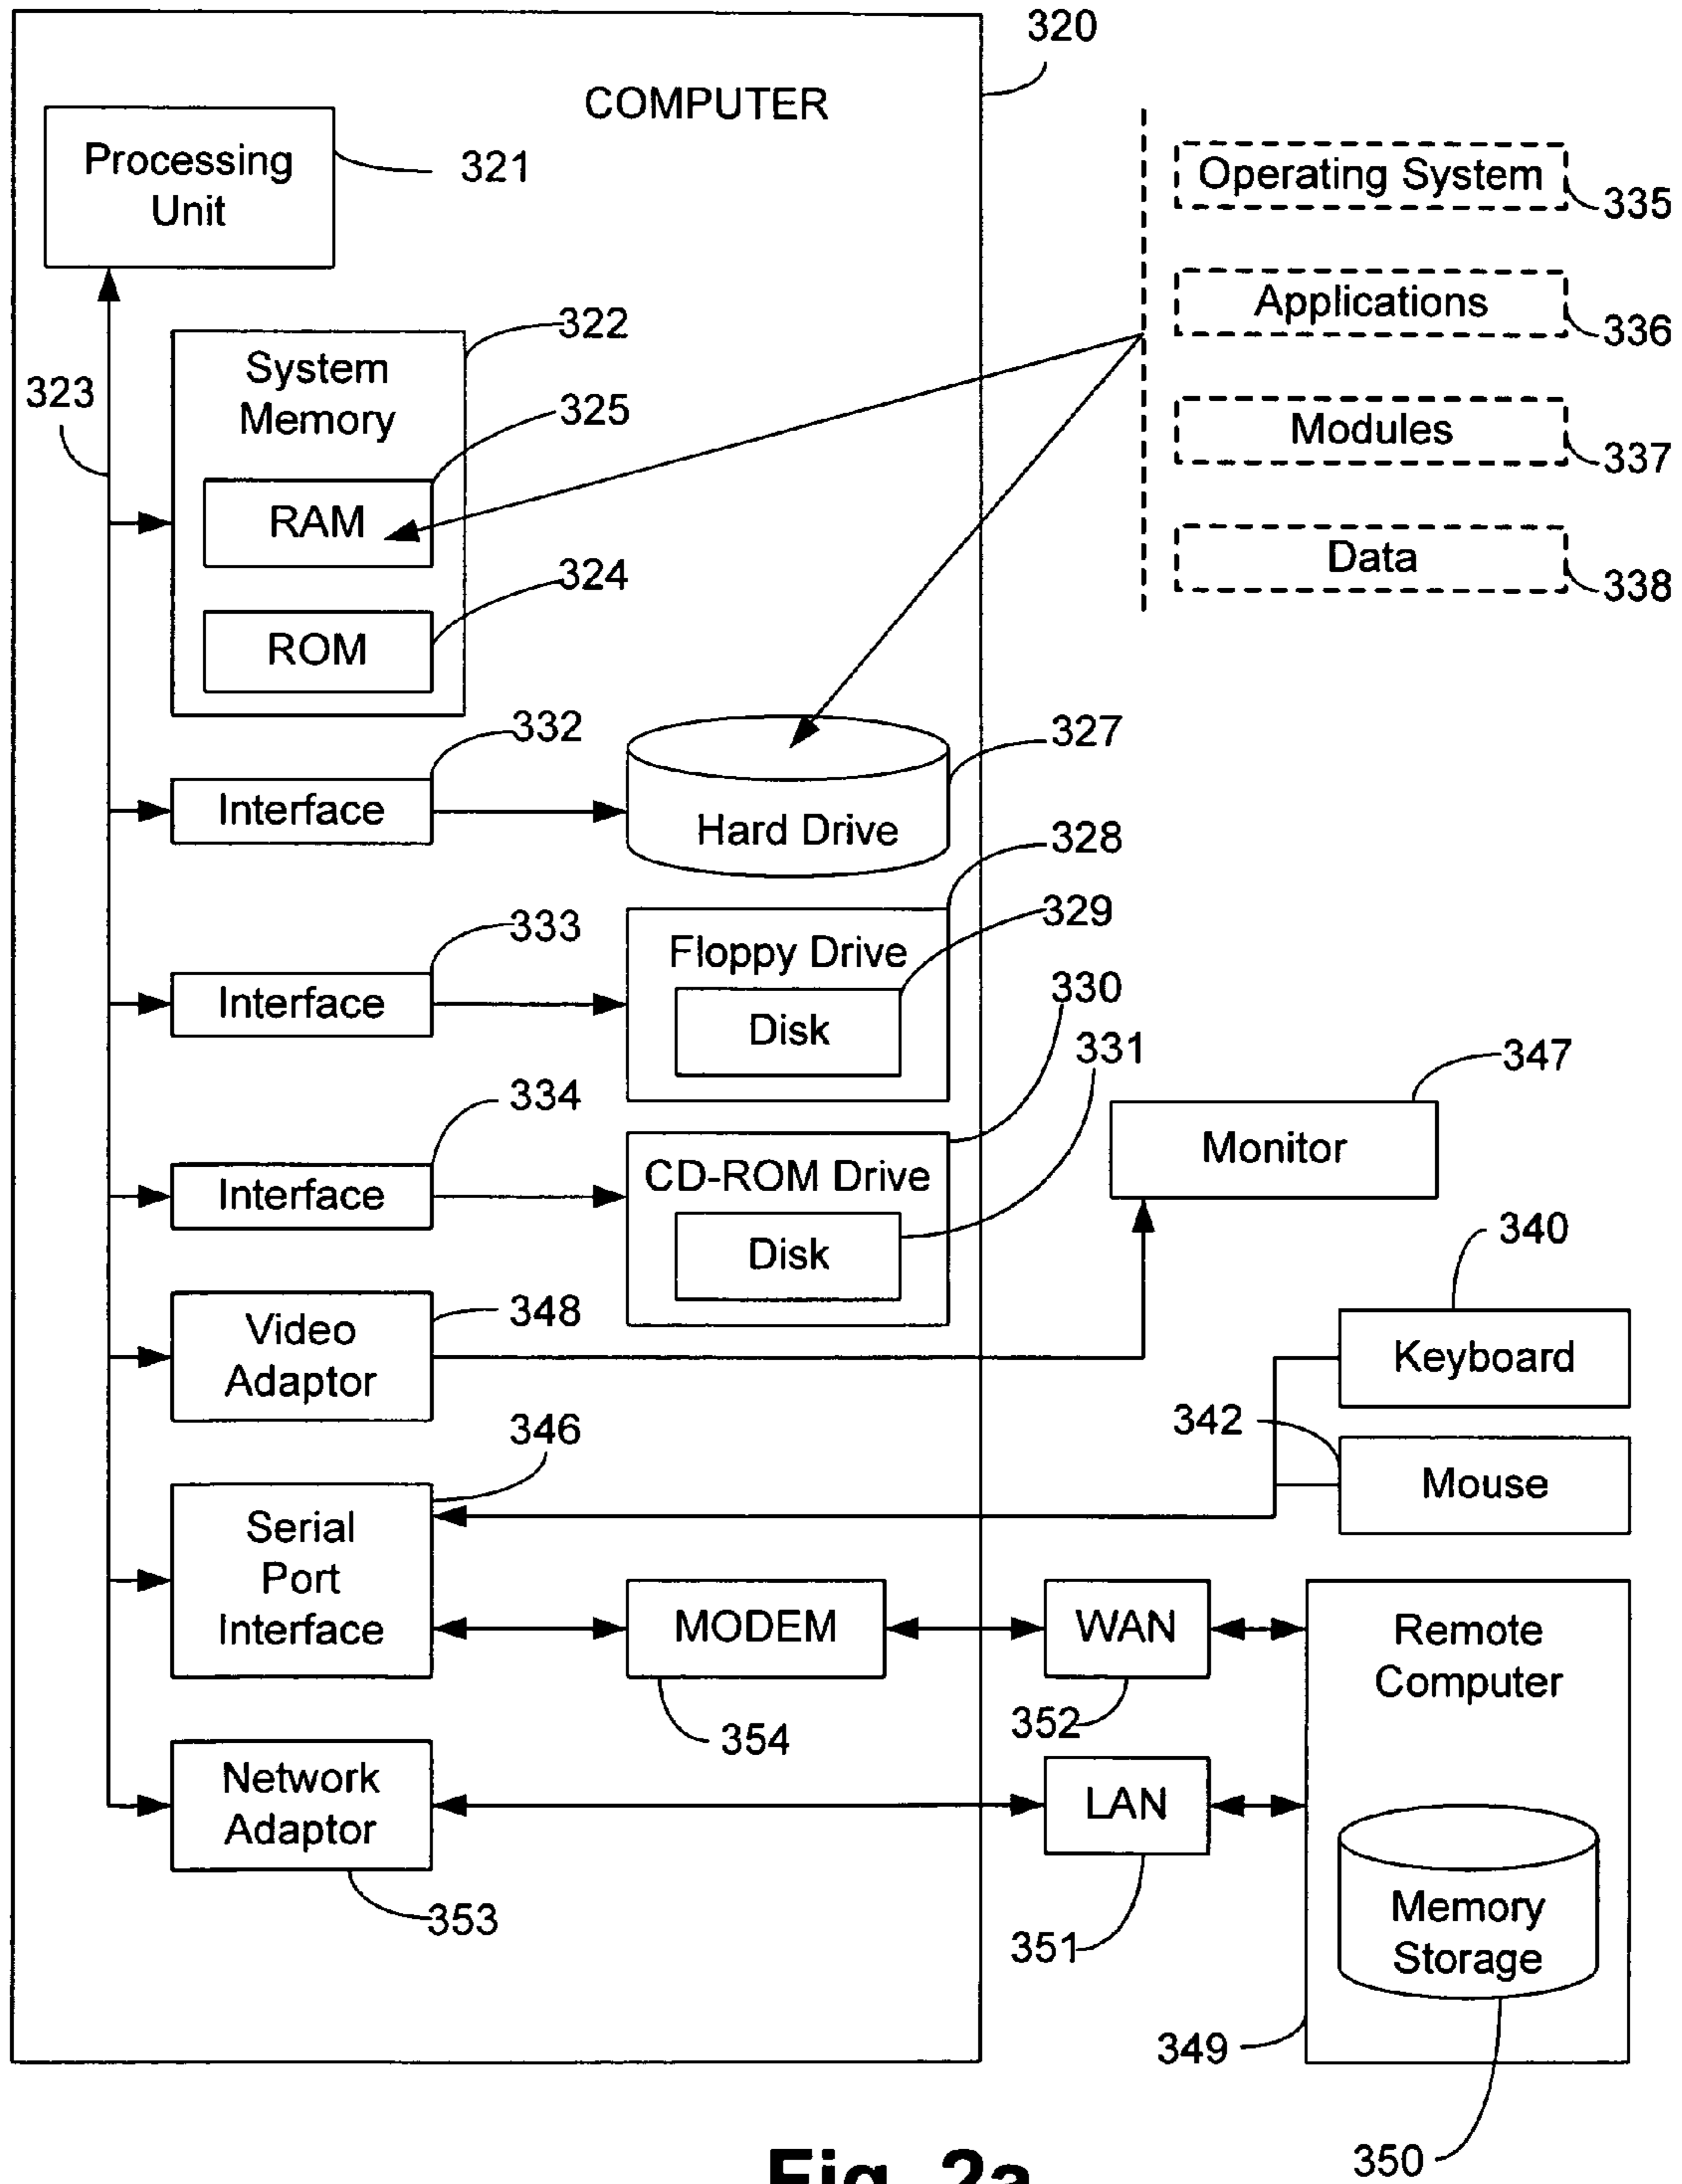 320
COMPUTER
Processing
Unit
321
Operating System
335
Applications
336
Modules
337
Data
338
322
System
Memory
323
325
RAM
324
ROM
332
Interface
327
Hard Drive
328
333
Interface
329
Floppy Drive
Disk
330
331
334
Interface
CD-ROM Drive
Disk
347
Monitor
340
Keyboard
348
Video
Adaptor
342
Mouse
346
Serial
Port
Interface
MODEM
354
WAN
352
Remote
Computer
Network
Adaptor
353
LAN
351
Memory
Storage
349
350
Fig. 2a